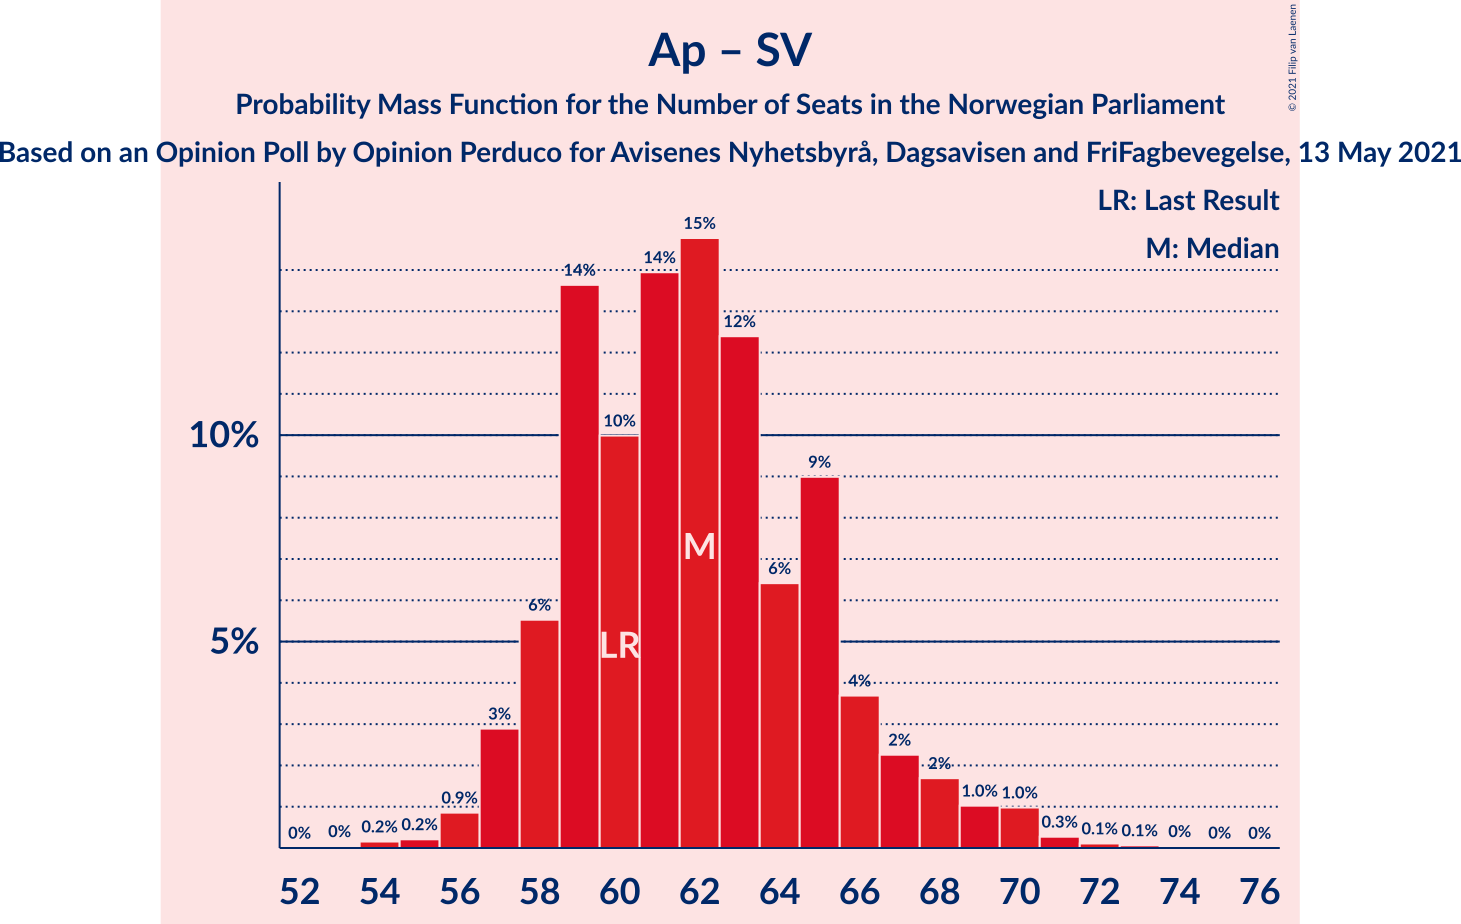 Ap – SV
Probability Mass Function for the Number of Seats in the Norwegian Parliament
Based on an Opinion Poll by Opinion Perduco for Avisenes Nyhetsbyrå, Dagsavisen and FriFagbevegelse, 13 May 2021
© 2021 Filip van Laenen
LR: Last Result
M: Median
10%
5%
0% 0% 0.2% 0.2% 0.9% 3% 6% 14% 10% 14% 15% 12% 6% 9% 4% 2% 2% 1.0% 1.0% 0.3% 0.1% 0.1% 0% 0% 0%
M
LR
52 54 56 58 60 62 64 66 68 70 72 74 76